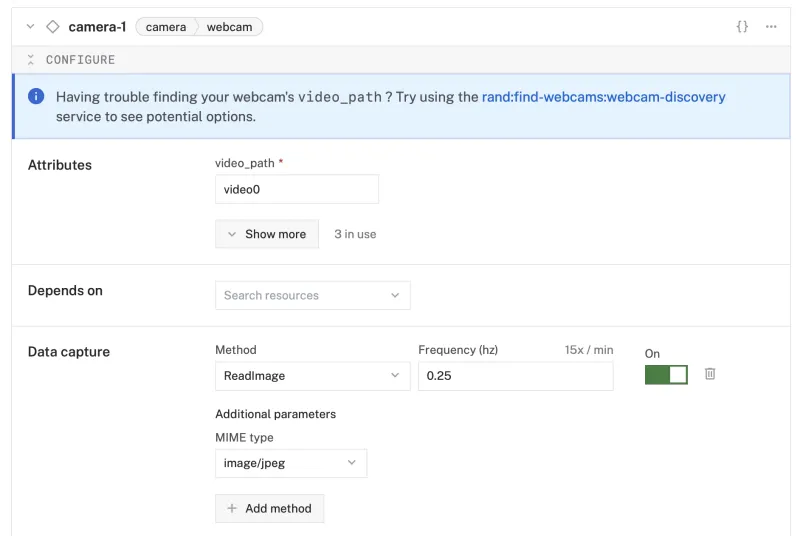 camera-1 camera webcam {} ...
CONFIGURE
Having trouble finding your webcam's video_path? Try using the rand:find-webcams:webcam-discovery
service to see potential options.
Attributes
video_path *
video0
Show more 3 in use
Depends on
Search resources
Data capture
Method Frequency (hz) 15x / min On
ReadImage 0.25
Additional parameters
MIME type
image/jpeg
+ Add method